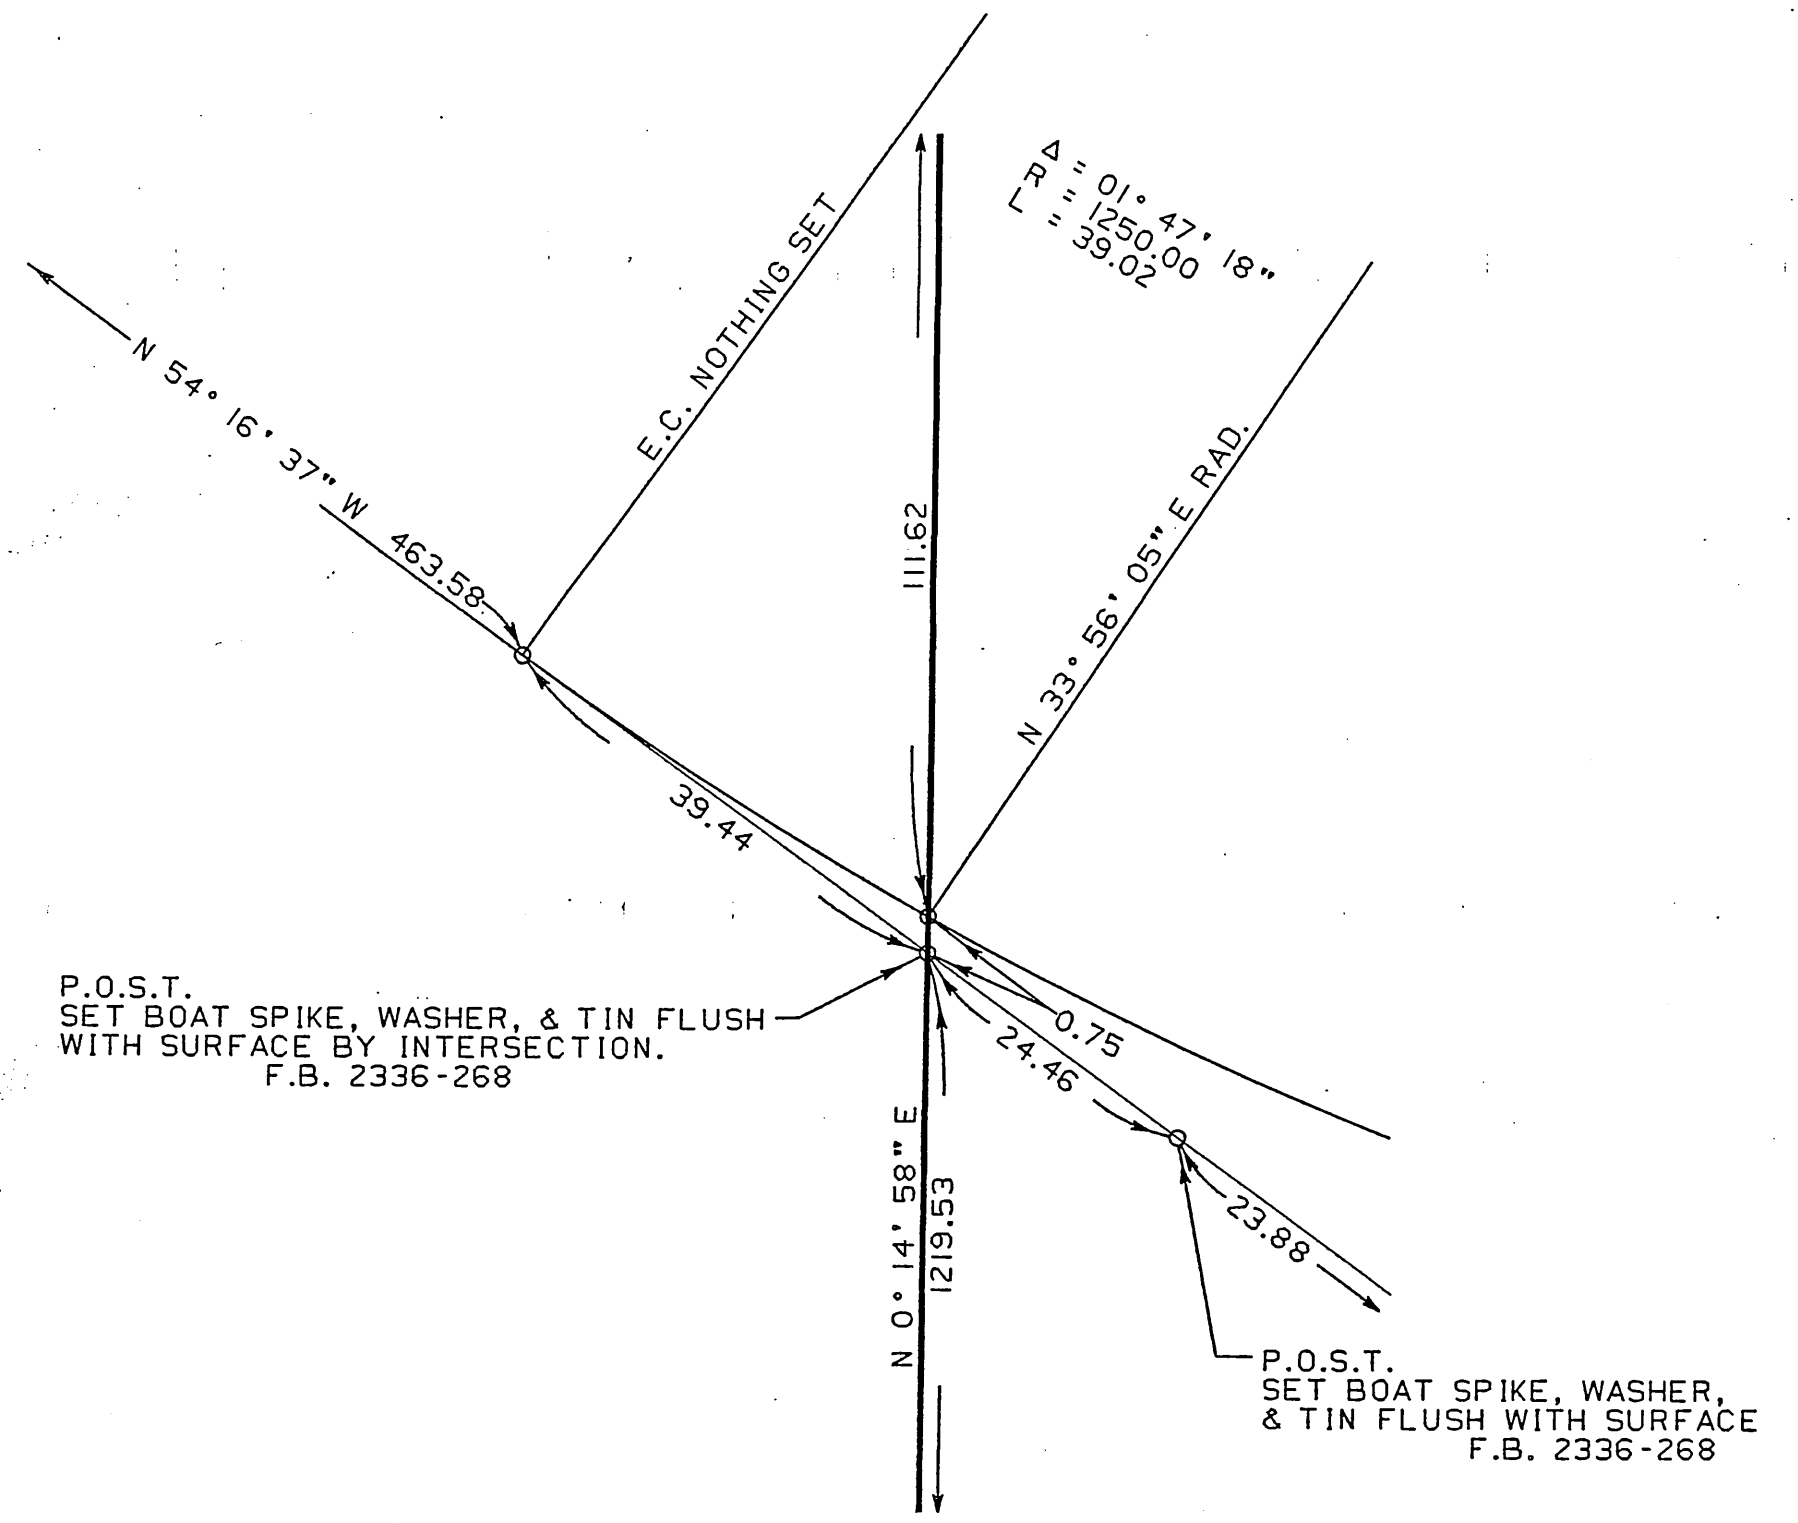 Δ = 01° 47' 18"
R = 1250.00
L = 39.02
E.C. NOTHING SET
N 54° 16' 37" W 463.58
111.62
N 33° 56' 05" E RAD.
39.44
P.O.S.T.
SET BOAT SPIKE, WASHER, & TIN FLUSH
WITH SURFACE BY INTERSECTION.
F.B. 2336-268
0.75
24.46
N 0° 14' 58" E
1219.53
23.88
P.O.S.T.
SET BOAT SPIKE, WASHER,
& TIN FLUSH WITH SURFACE
F.B. 2336-268